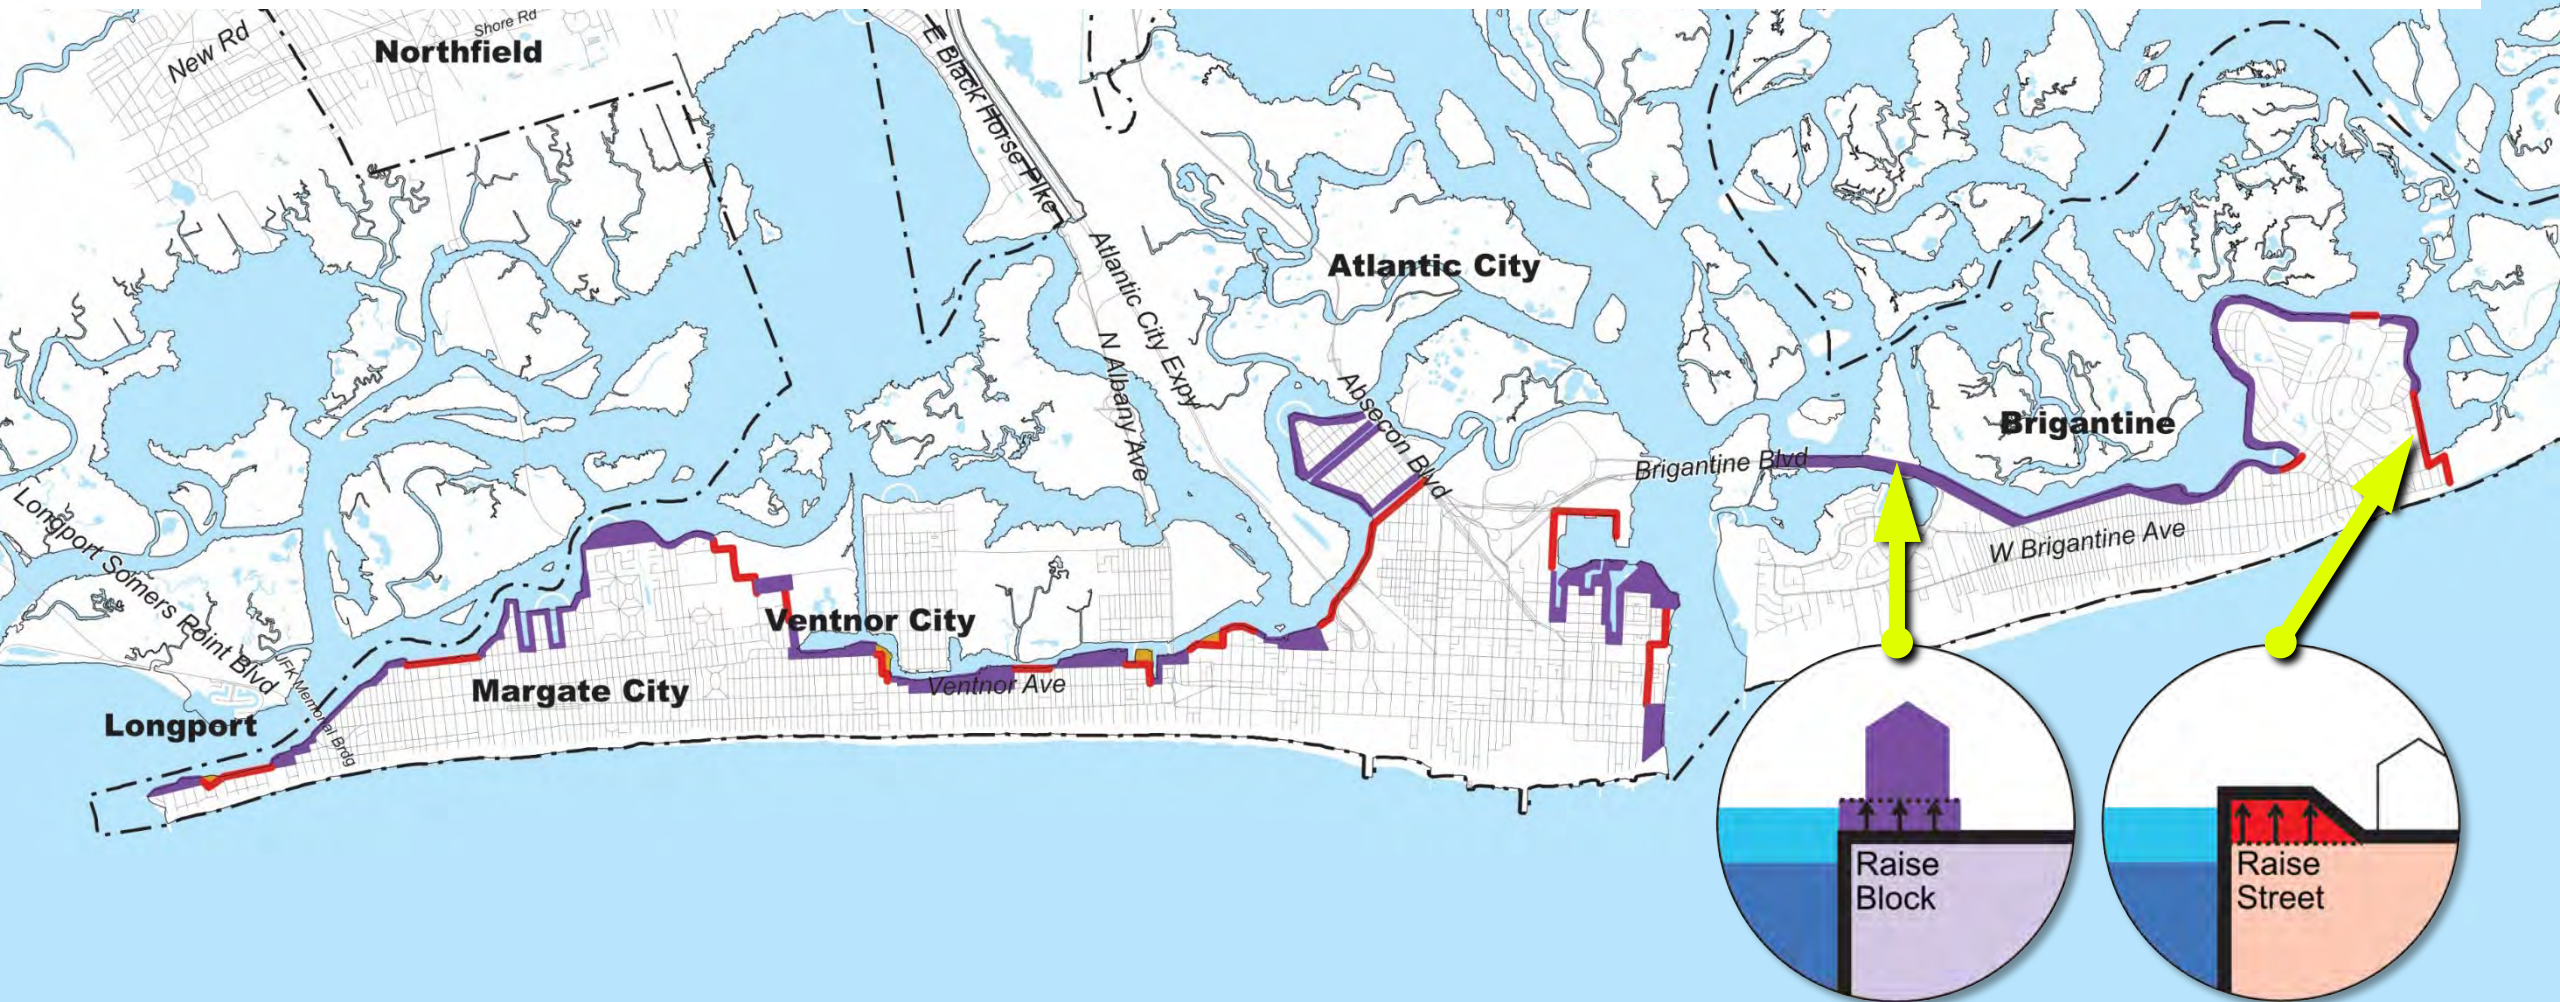 Shore Rd
New Rd
Northfield
E Black Horse Pike
Atlantic City Expy
N Albany Ave
Atlantic City
Absecon Blvd
Brigantine Blvd
Brigantine
W Brigantine Ave
Longport Somers Point Blvd
JFK Memorial Brdg
Ventnor City
Ventnor Ave
Margate City
Longport
Raise
Block
Raise
Street